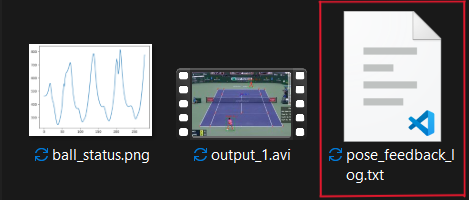 ball_status.png
output_1.avi
pose_feedback_l
og.txt